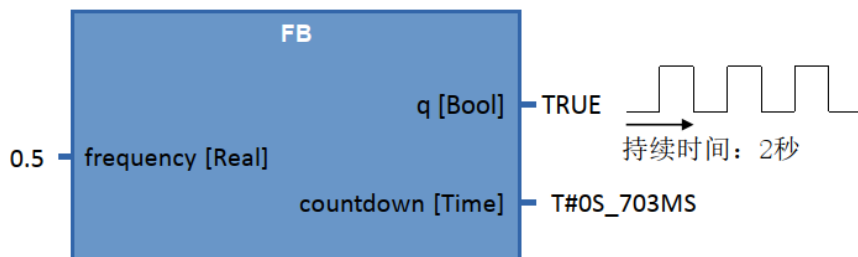 FB
q [Bool] TRUE
持续时间：2秒
0.5 frequency [Real]
countdown [Time] T#0S_703MS